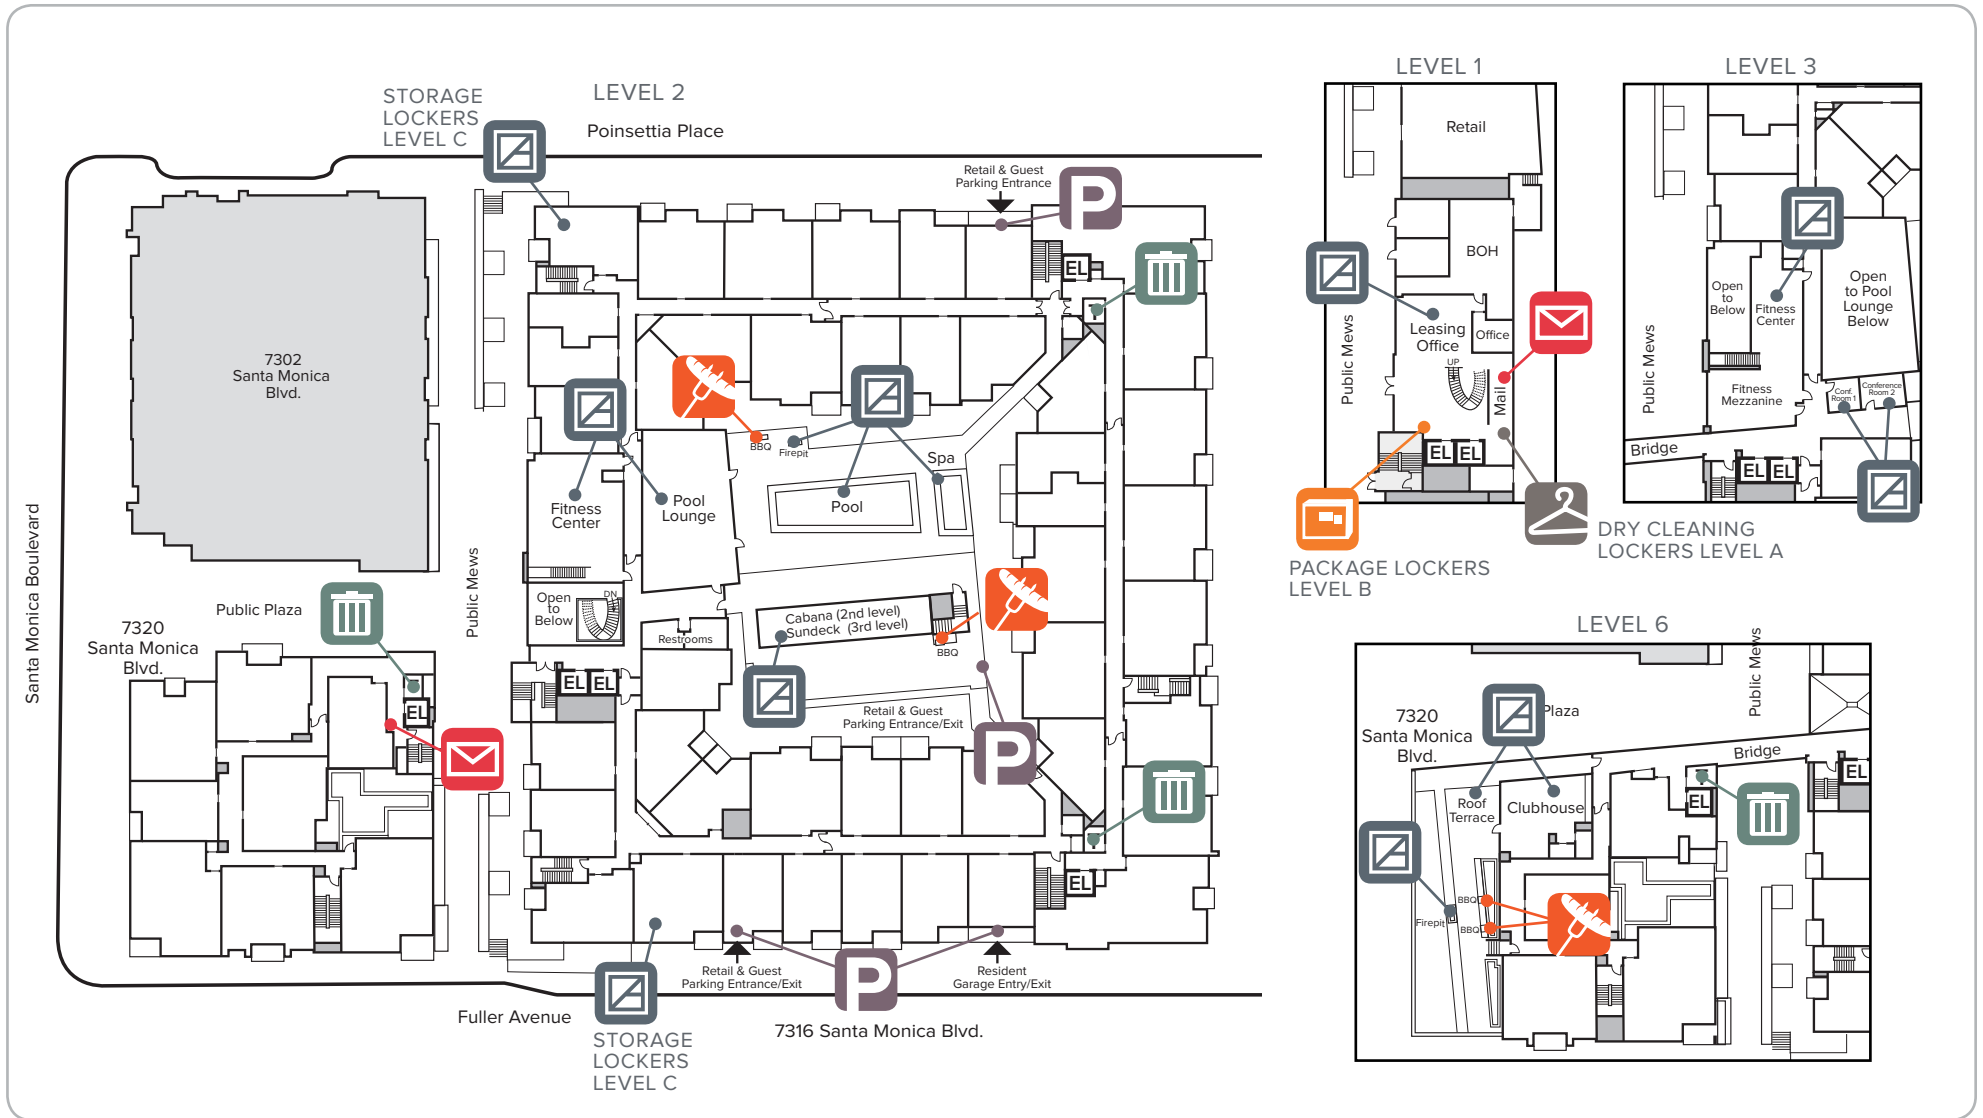 LEVEL 2
Poinsettia Place
STORAGE
LOCKERS
LEVEL C
Retail & Guest
Parking Entrance
P
EL
7302
Santa Monica
Blvd.
Santa Monica Boulevard
Public Mews
BBQ
Firepit
Spa
Pool
Fitness
Center
Pool
Lounge
Open
to
Below
DN
Restrooms
Cabana (2nd level)
Sundeck (3rd level)
BBQ
EL
EL
Retail & Guest
Parking Entrance/Exit
P
Public Plaza
7320
Santa Monica
Blvd.
EL
EL
Retail & Guest
Parking Entrance/Exit
P
Resident
Garage Entry/Exit
Fuller Avenue
7316 Santa Monica Blvd.
STORAGE
LOCKERS
LEVEL C
LEVEL 1
Retail
BOH
Leasing
Office
Office
UP
Mail
Public Mews
EL
EL
PACKAGE LOCKERS
LEVEL B
DRY CLEANING
LOCKERS LEVEL A
LEVEL 3
Open
to
Below
Fitness
Center
Open
to Pool
Lounge
Below
Public Mews
Fitness
Mezzanine
Conf.
Room 1
Conference
Room 2
Bridge
EL
EL
LEVEL 6
Public Mews
7320
Santa Monica
Blvd.
Plaza
Bridge
EL
Roof
Terrace
Clubhouse
EL
BBQ
Firepit
BBQ